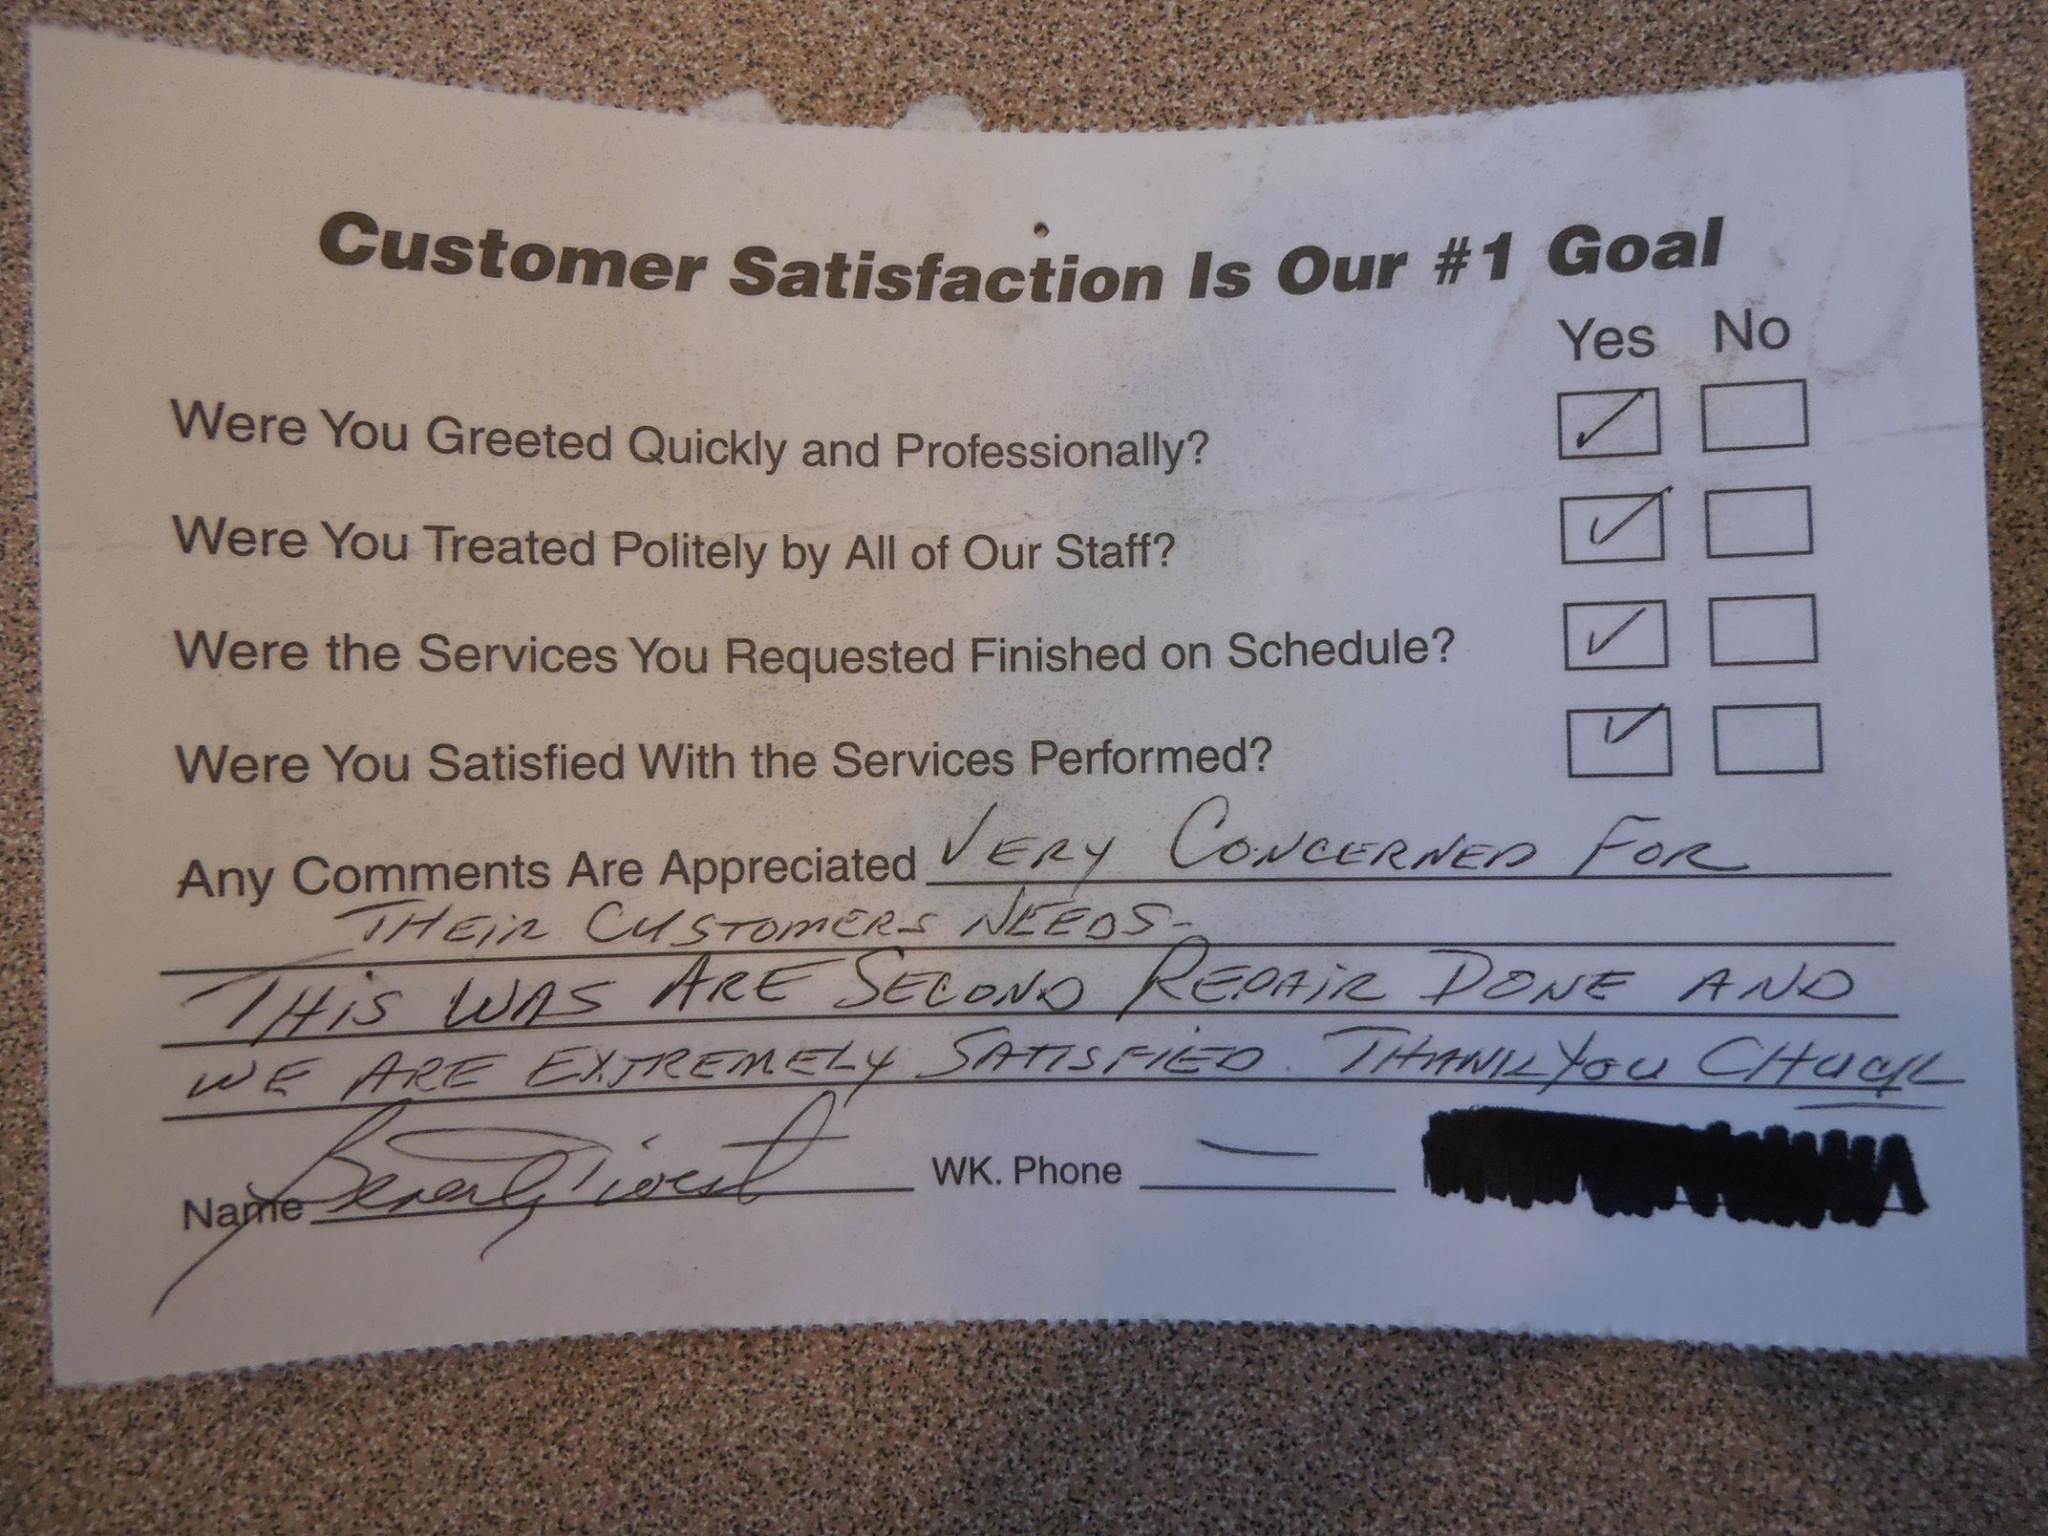 Customer Satisfaction Is Our #1 Goal
Yes No
Were You Greeted Quickly and Professionally?
Were You Treated Politely by All of Our Staff?
Were the Services You Requested Finished on Schedule?
Were You Satisfied With the Services Performed?
Any Comments Are Appreciated VERY CONCERNED FOR
THEIR CUSTOMERS NEEDS-
THIS WAS ARE SECOND REPAIR DONE AND
WE ARE EXTREMELY SATISFIED. THANK YOU CHUCK
Name Beverly WK. Phone —